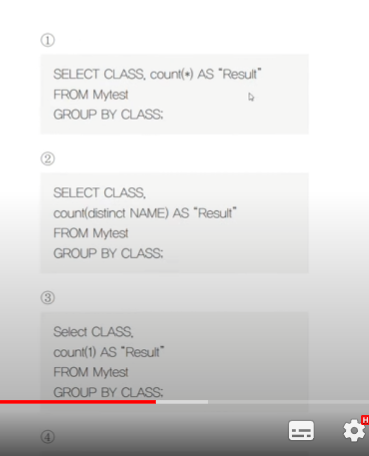 ①
SELECT CLASS, count(*) AS "Result"
FROM Mytest
GROUP BY CLASS;
②
SELECT CLASS,
count(distinct NAME) AS "Result"
FROM Mytest
GROUP BY CLASS;
③
Select CLASS,
count(1) AS "Result"
FROM Mytest
GROUP BY CLASS;
④
H